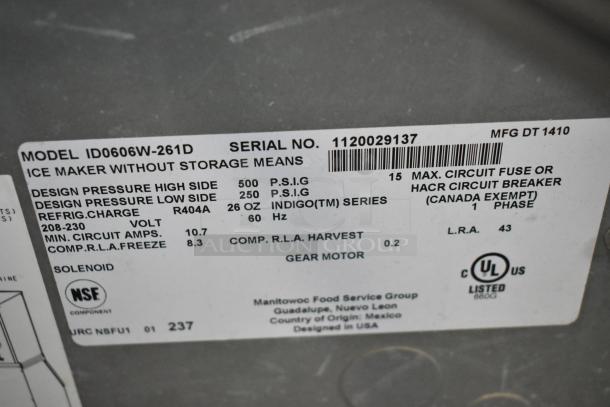 MODEL ID0606W-261D SERIAL NO. 1120029137 MFG DT 1410
ICE MAKER WITHOUT STORAGE MEANS
DESIGN PRESSURE HIGH SIDE 500 P.S.I.G 15 MAX. CIRCUIT FUSE OR
DESIGN PRESSURE LOW SIDE 250 P.S.I.G HACR CIRCUIT BREAKER
REFRIG.CHARGE R404A 26 OZ INDIGO(TM) SERIES (CANADA EXEMPT)
208-230 VOLT 60 Hz 1 PHASE
MIN. CIRCUIT AMPS. 10.7 L.R.A. 43
COMP.R.L.A.FREEZE 8.3 COMP. R.L.A. HARVEST 0.2
SOLENOID GEAR MOTOR
NSF
COMPONENT
C UL US
LISTED
860G
Manitowoc Food Service Group
Guadalupe, Nuevo Leon
Country of Origin: Mexico
Designed in USA
URC NSFU1 01 237
AUCTION GROUP